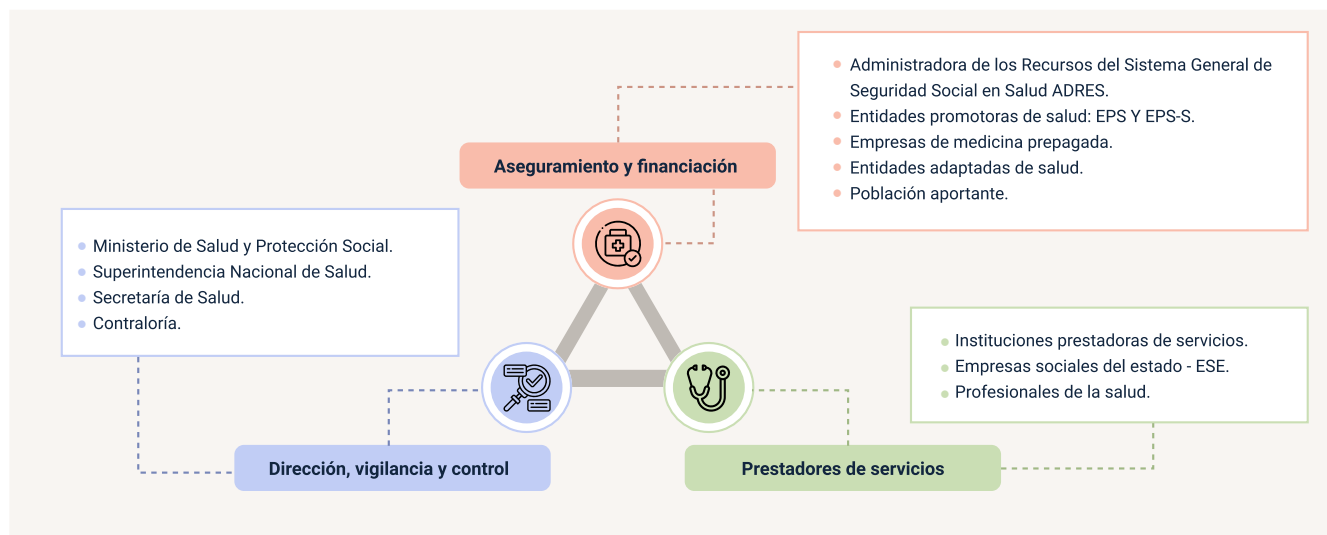 Administradora de los Recursos del Sistema General de
Seguridad Social en Salud ADRES.
Entidades promotoras de salud: EPS Y EPS-S.
Empresas de medicina prepagada.
Entidades adaptadas de salud.
Población aportante.
Aseguramiento y financiación
Ministerio de Salud y Protección Social.
Superintendencia Nacional de Salud.
Secretaría de Salud.
Contraloría.
Instituciones prestadoras de servicios.
Empresas sociales del estado - ESE.
Profesionales de la salud.
Dirección, vigilancia y control
Prestadores de servicios